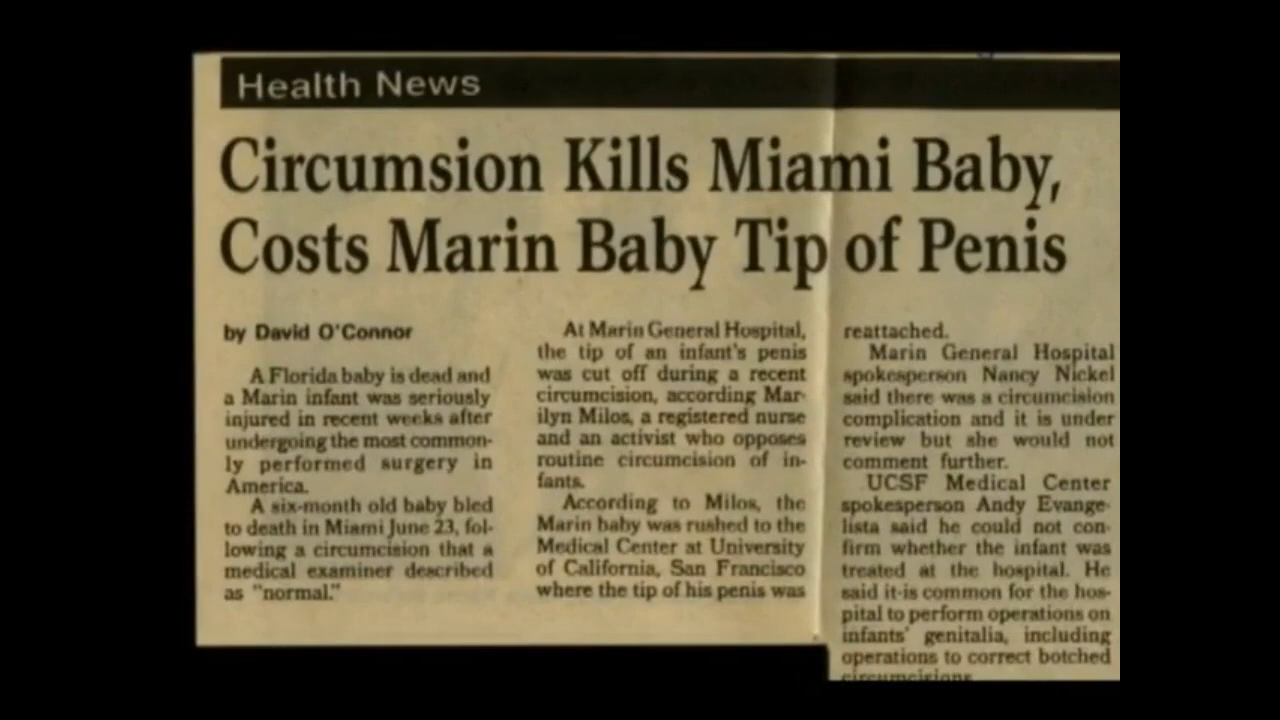 Health News
Circumsion Kills Miami Baby,
Costs Marin Baby Tip of Penis
by David O'Connor
A Florida baby is dead and
a Marin infant was seriously
injured in recent weeks after
undergoing the most common-
ly performed surgery in
America.
A six-month old baby bled
to death in Miami June 23, fol-
lowing a circumcision that a
medical examiner described
as "normal."
At Marin General Hospital,
the tip of an infant's penis
was cut off during a recent
circumcision, according Mar-
ilyn Milos, a registered nurse
and an activist who opposes
routine circumcision of in-
fants.
According to Milos, the
Marin baby was rushed to the
Medical Center at University
of California, San Francisco
where the tip of his penis was
reattached.
Marin General Hospital
spokesperson Nancy Nickel
said there was a circumcision
complication and it is under
review but she would not
comment further.
UCSF Medical Center
spokesperson Andy Evange-
lista said he could not con-
firm whether the infant was
treated at the hospital. He
said it is common for the hos-
pital to perform operations on
infants' genitalia, including
operations to correct botched
circumcisions